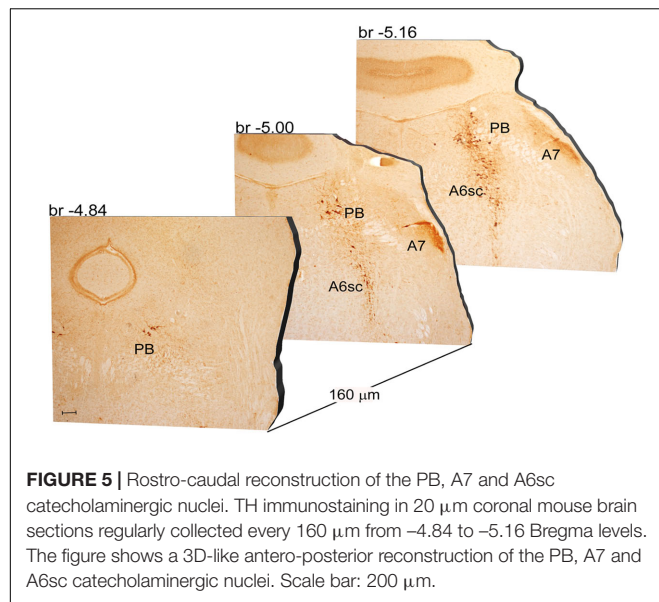 br -5.16
PB
A7
A6sc
br -5.00
PB
A7
A6sc
br -4.84
PB
160 μm
FIGURE 5 | Rostro-caudal reconstruction of the PB, A7 and A6sc
catecholaminergic nuclei. TH immunostaining in 20 μm coronal mouse brain
sections regularly collected every 160 μm from –4.84 to –5.16 Bregma levels.
The figure shows a 3D-like antero-posterior reconstruction of the PB, A7 and
A6sc catecholaminergic nuclei. Scale bar: 200 μm.